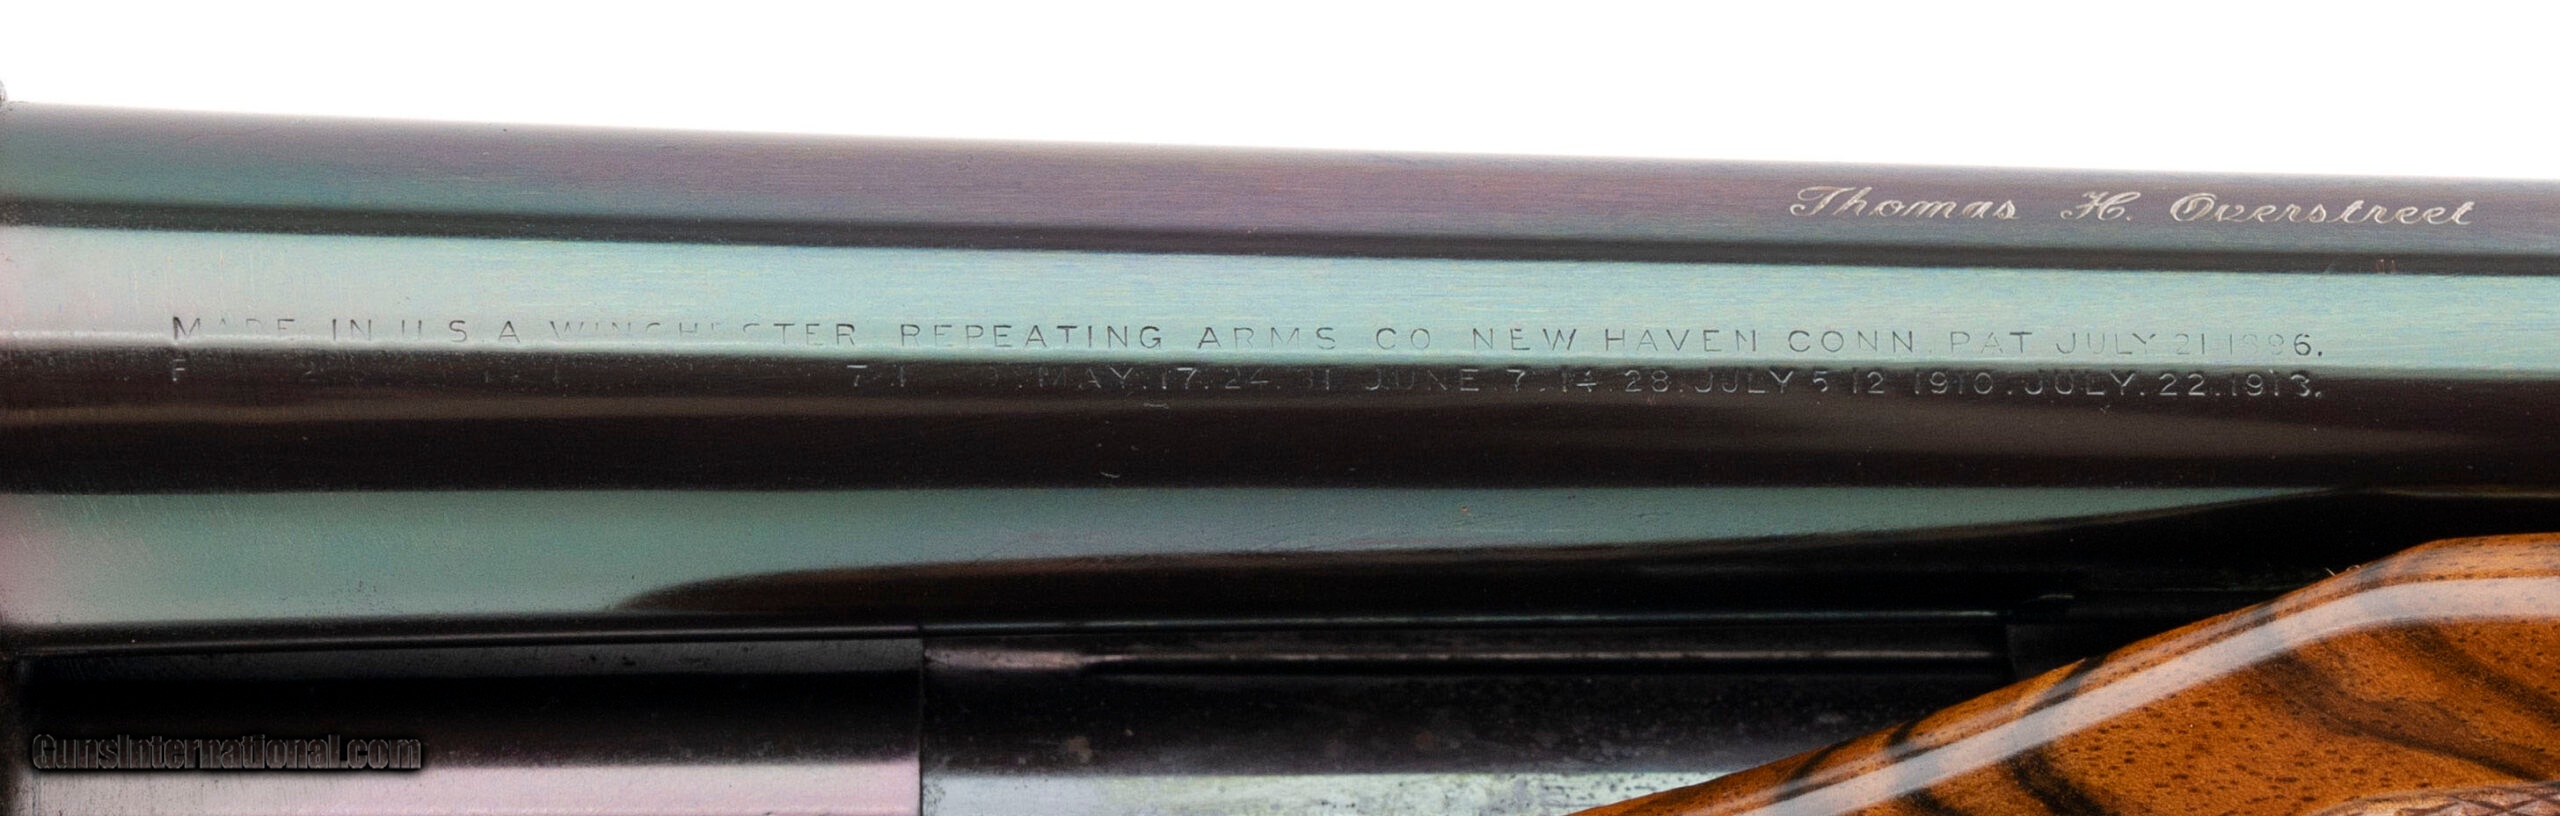 Thomas H. Overstreet
MADE IN U.S.A. WINCHESTER REPEATING ARMS CO. NEW HAVEN CONN. PAT. JULY 21.1896.
MAY.17.24.31 JUNE 7.14 28.JULY 5 12 1910.JULY.22.1913.
GunsInternational.com